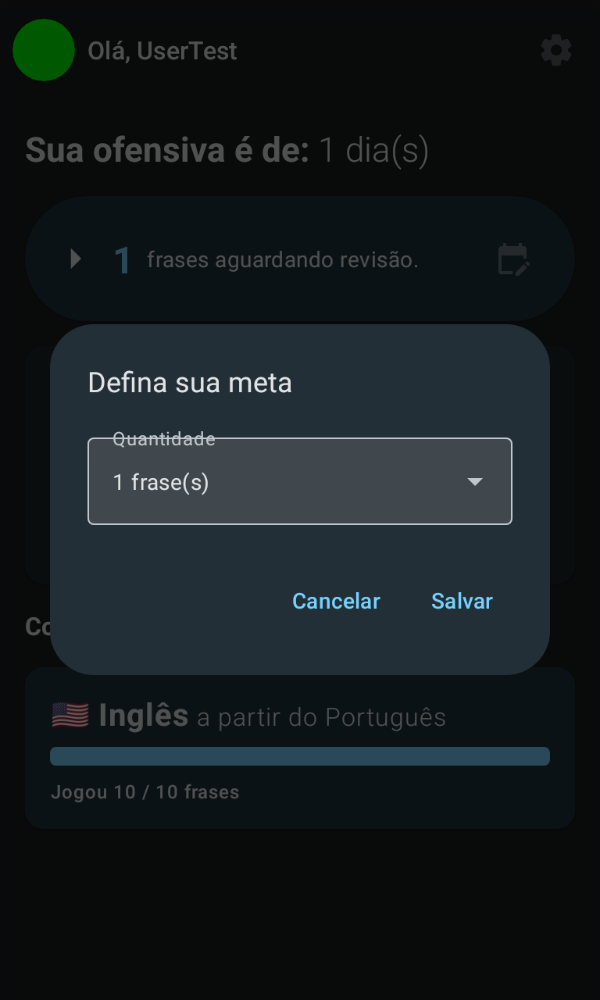 Olá, UserTest
Sua ofensiva é de: 1 dia(s)
1 frases aguardando revisão.
Defina sua meta
Quantidade
1 frase(s)
Cancelar Salvar
Inglês a partir do Português
Jogou 10 / 10 frases